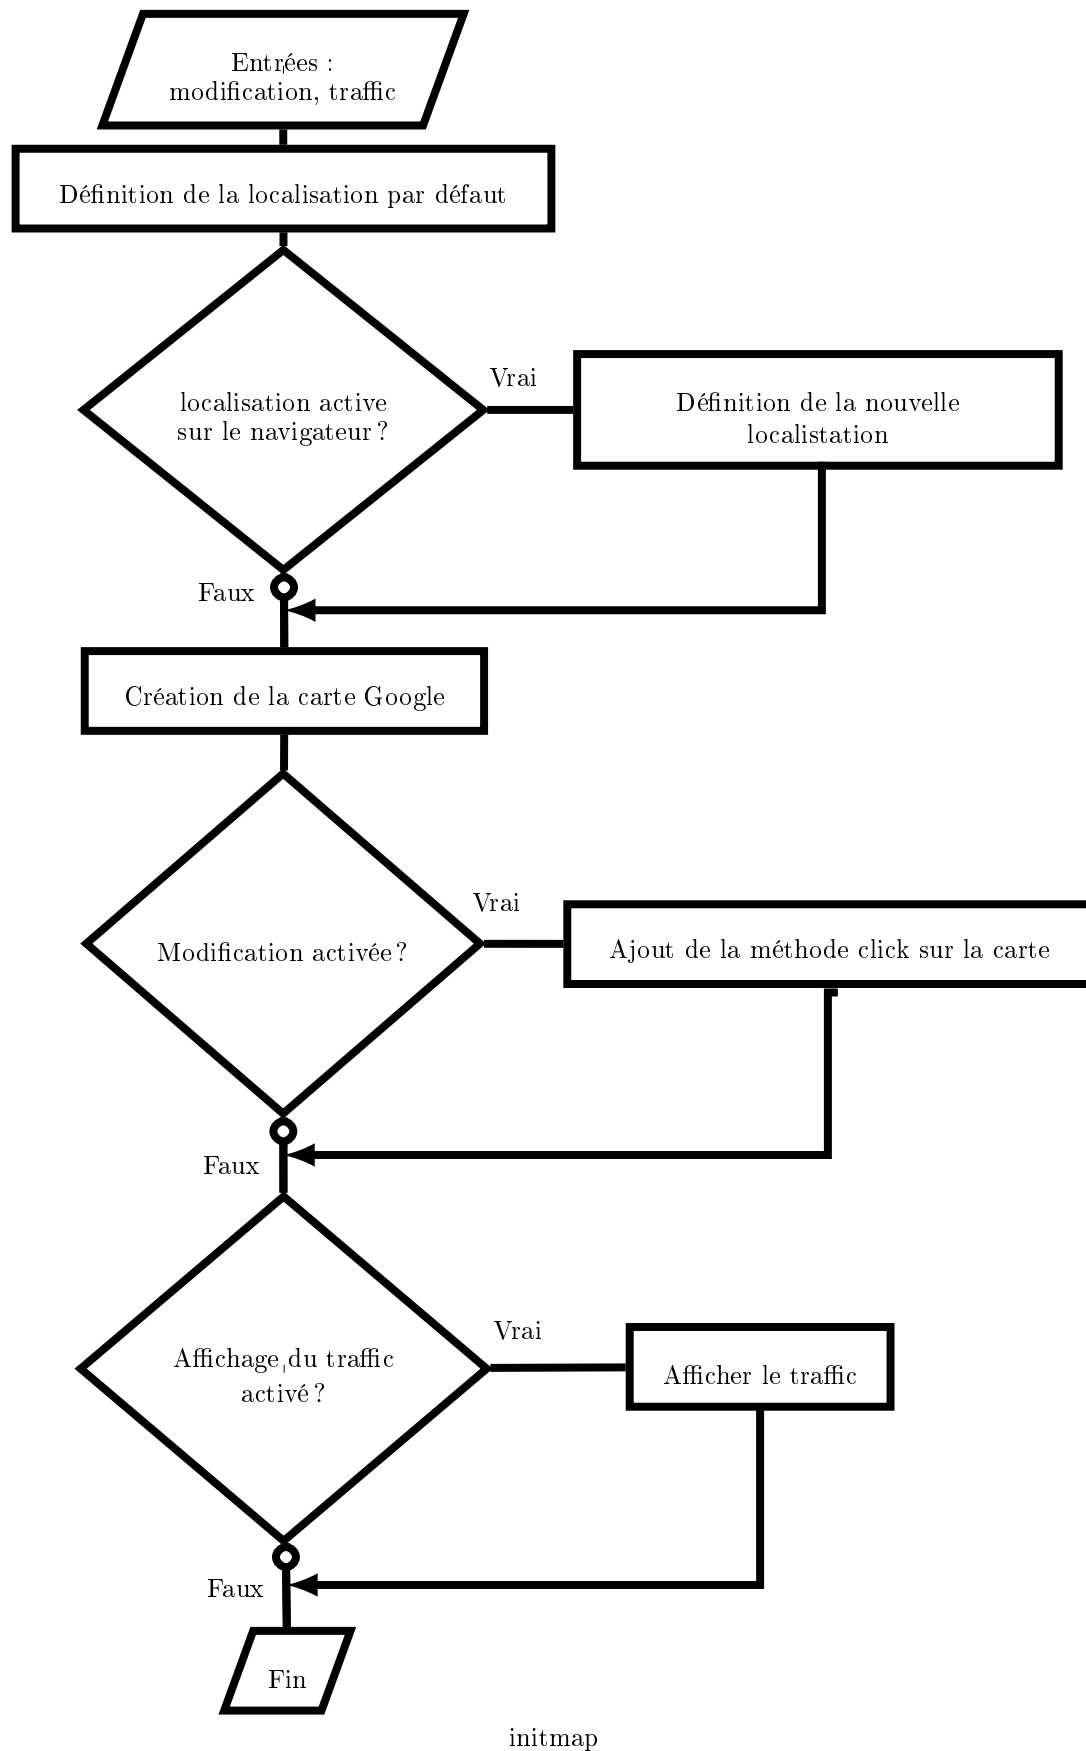 Entrées :
modification, traffic
Définition de la localisation par défaut
localisation active
sur le navigateur ?
Vrai
Définition de la nouvelle
localistation
Faux
Création de la carte Google
Modification activée ?
Vrai
Ajout de la méthode click sur la carte
Faux
Affichage du traffic
activé ?
Vrai
Afficher le traffic
Faux
Fin
initmap